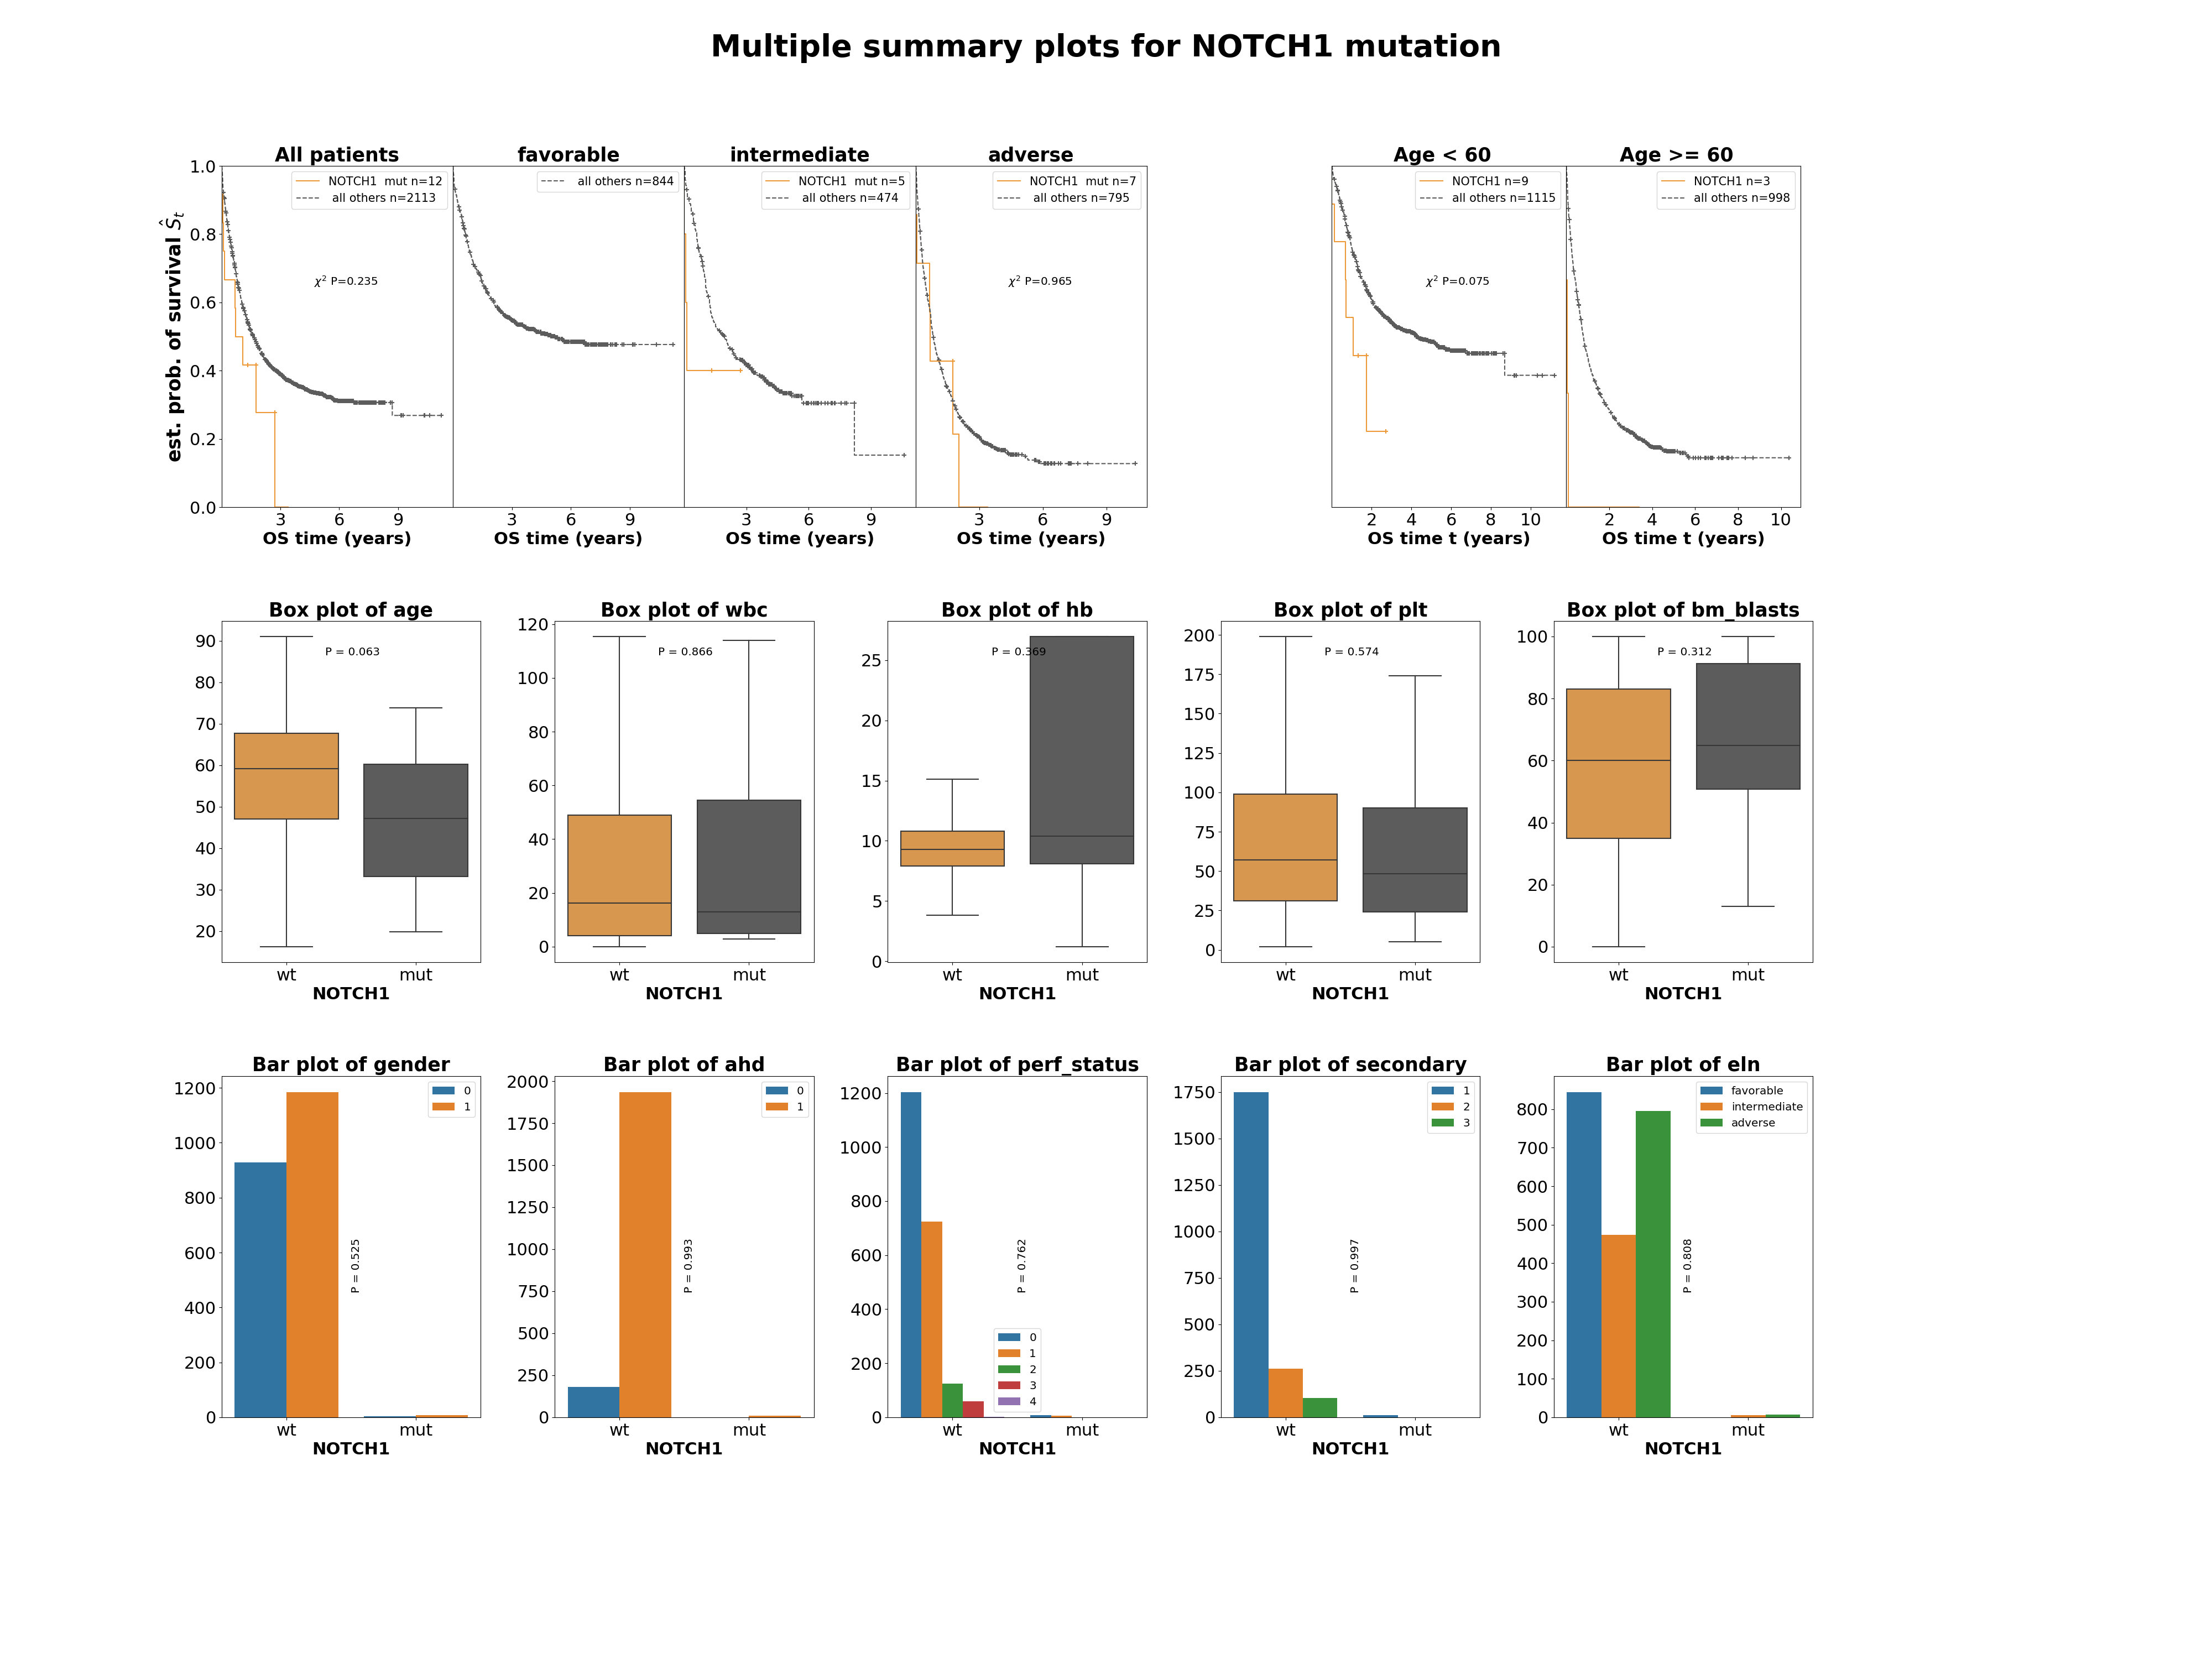 Multiple summary plots for NOTCH1 mutation
All patients
favorable
intermediate
adverse
Age < 60
Age >= 60
est. prob. of survival Ŝt
1.0
0.8
0.6
0.4
0.2
0.0
NOTCH1 mut n=12
all others n=2113
χ² P=0.235
3 6 9
OS time (years)
all others n=844
3 6 9
OS time (years)
NOTCH1 mut n=5
all others n=474
3 6 9
OS time (years)
NOTCH1 mut n=7
all others n=795
χ² P=0.965
3 6 9
OS time (years)
NOTCH1 n=9
all others n=1115
χ² P=0.075
2 4 6 8 10
OS time t (years)
NOTCH1 n=3
all others n=998
2 4 6 8 10
OS time t (years)
Box plot of age
P = 0.063
90
80
70
60
50
40
30
20
wt mut
NOTCH1
Box plot of wbc
P = 0.866
120
100
80
60
40
20
0
wt mut
NOTCH1
Box plot of hb
P = 0.369
25
20
15
10
5
0
wt mut
NOTCH1
Box plot of plt
P = 0.574
200
175
150
125
100
75
50
25
0
wt mut
NOTCH1
Box plot of bm_blasts
P = 0.312
100
80
60
40
20
0
wt mut
NOTCH1
Bar plot of gender
0
1
P = 0.525
1200
1000
800
600
400
200
0
wt mut
NOTCH1
Bar plot of ahd
0
1
P = 0.993
2000
1750
1500
1250
1000
750
500
250
0
wt mut
NOTCH1
Bar plot of perf_status
P = 0.762
0
1
2
3
4
1200
1000
800
600
400
200
0
wt mut
NOTCH1
Bar plot of secondary
1
2
3
P = 0.997
1750
1500
1250
1000
750
500
250
0
wt mut
NOTCH1
Bar plot of eln
favorable
intermediate
adverse
P = 0.808
800
700
600
500
400
300
200
100
0
wt mut
NOTCH1